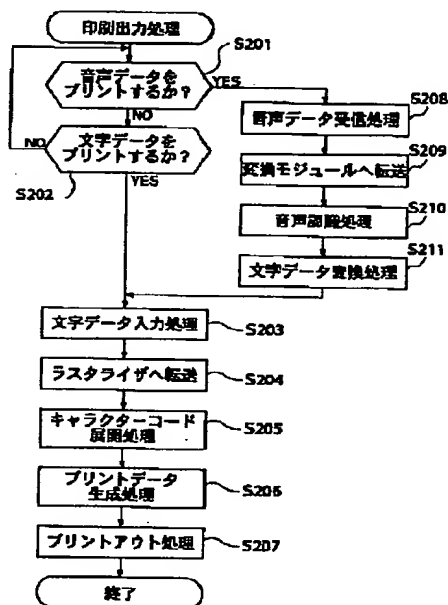 印刷出力処理
音声データを
プリントするか?
S201
YES
NO
文字データを
プリントするか?
NO
S202
YES
音声データ受信処理
S208
変換モジュールへ転送
S209
音声認識処理
S210
文字データ変換処理
S211
文字データ入力処理
S203
ラスタライザへ転送
S204
キャラクターコード
展開処理
S205
プリントデータ
生成処理
S206
プリントアウト処理
S207
終了